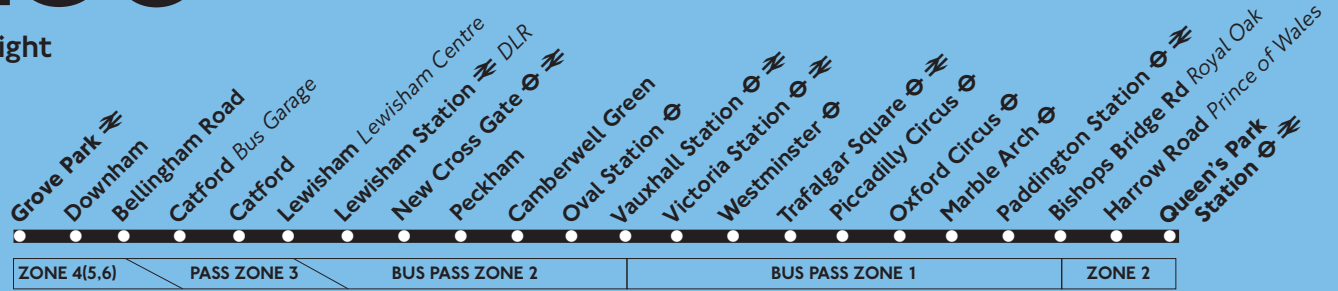 ight
Grove Park
Downham
Bellingham Road
Catford Bus Garage
Catford
Lewisham Lewisham Centre
Lewisham Station DLR
New Cross Gate
Peckham
Camberwell Green
Oval Station
Vauxhall Station
Victoria Station
Westminster
Trafalgar Square
Piccadilly Circus
Oxford Circus
Marble Arch
Paddington Station
Bishops Bridge Rd Royal Oak
Harrow Road Prince of Wales
Queen's Park
Station
ZONE 4(5,6) PASS ZONE 3 BUS PASS ZONE 2 BUS PASS ZONE 1 ZONE 2